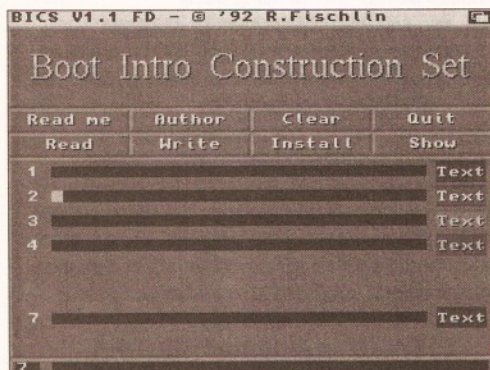 BICS V1.1 FD - © '92 R.Fischlin
Boot Intro Construction Set
Read me Author Clear Quit
Read Write Install Show
1 Text
2 Text
3 Text
4 Text
7 Text
7